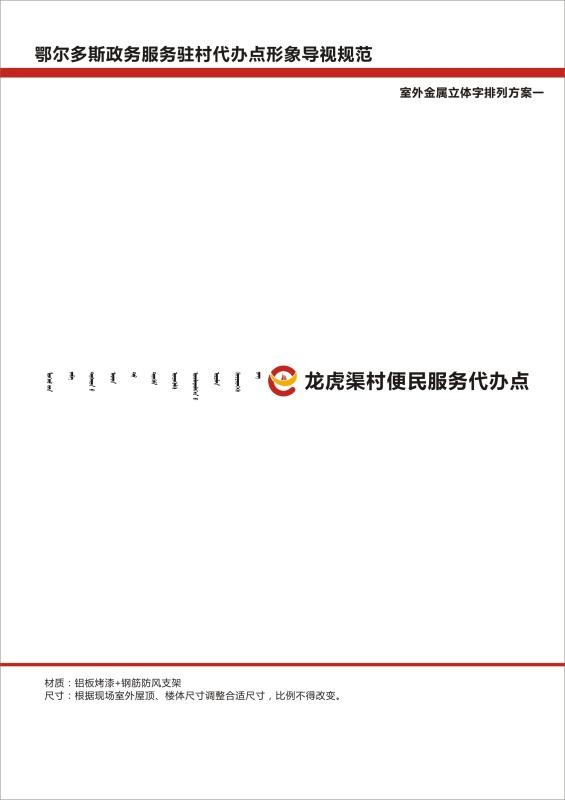 鄂尔多斯政务服务驻村代办点形象导视规范
室外金属立体字排列方案一
龙虎渠村便民服务代办点
材质：铝板烤漆+钢筋防风支架
尺寸：根据现场室外屋顶、楼体尺寸调整合适尺寸，比例不得改变。